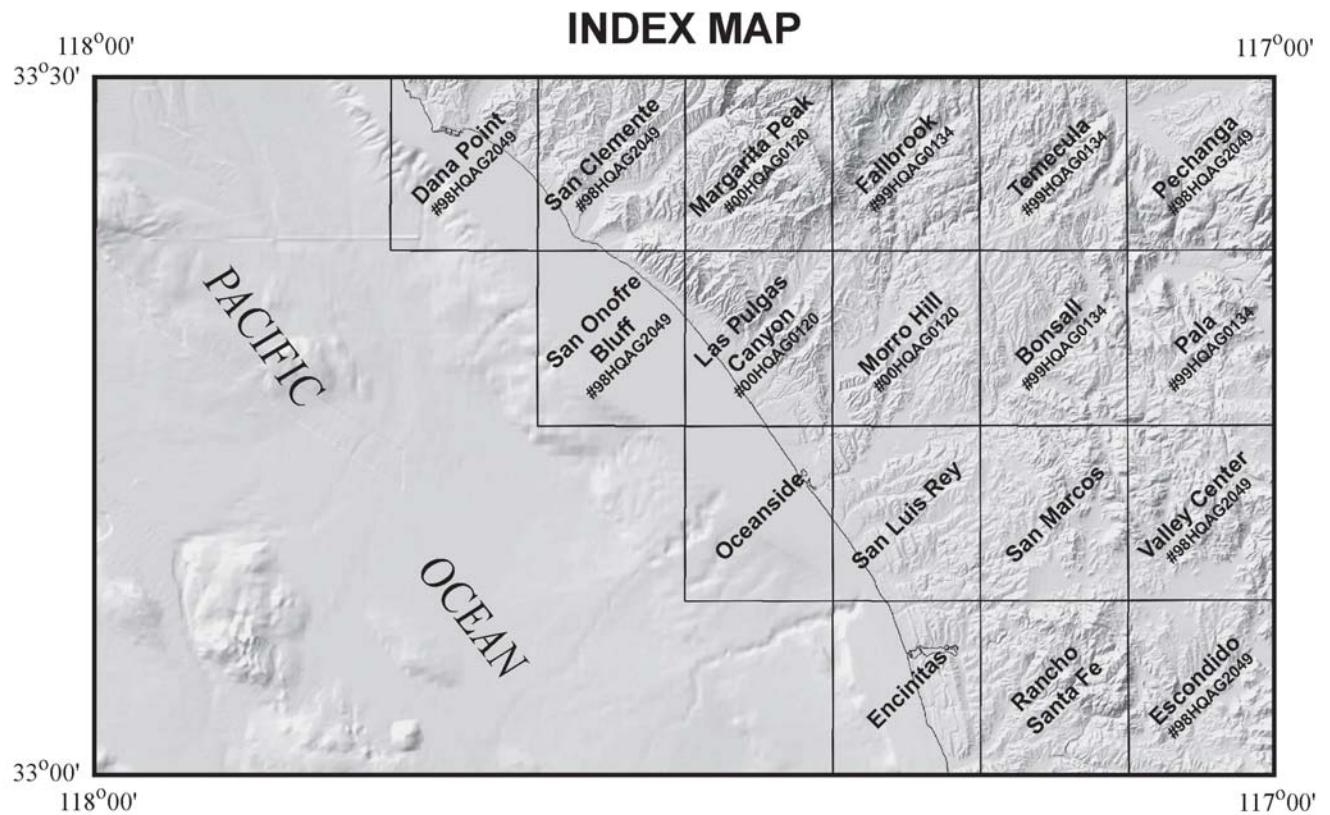 INDEX MAP
118°00'
117°00'
33°30'
Dana Point
#98HQAG2049
San Clemente
#98HQAG2049
Margarita Peak
#00HQAG0120
Fallbrook
#99HQAG0134
Temecula
#99HQAG0134
Pechanga
#98HQAG2049
PACIFIC
San Onofre
Bluff
#98HQAG2049
Las Pulgas
Canyon
#00HQAG0120
Morro Hill
#00HQAG0120
Bonsall
#99HQAG0134
Pala
#99HQAG0134
OCEAN
Oceanside
San Luis Rey
San Marcos
Valley Center
#98HQAG2049
Encinitas
Rancho
Santa Fe
Escondido
#98HQAG2049
33°00'
118°00'
117°00'